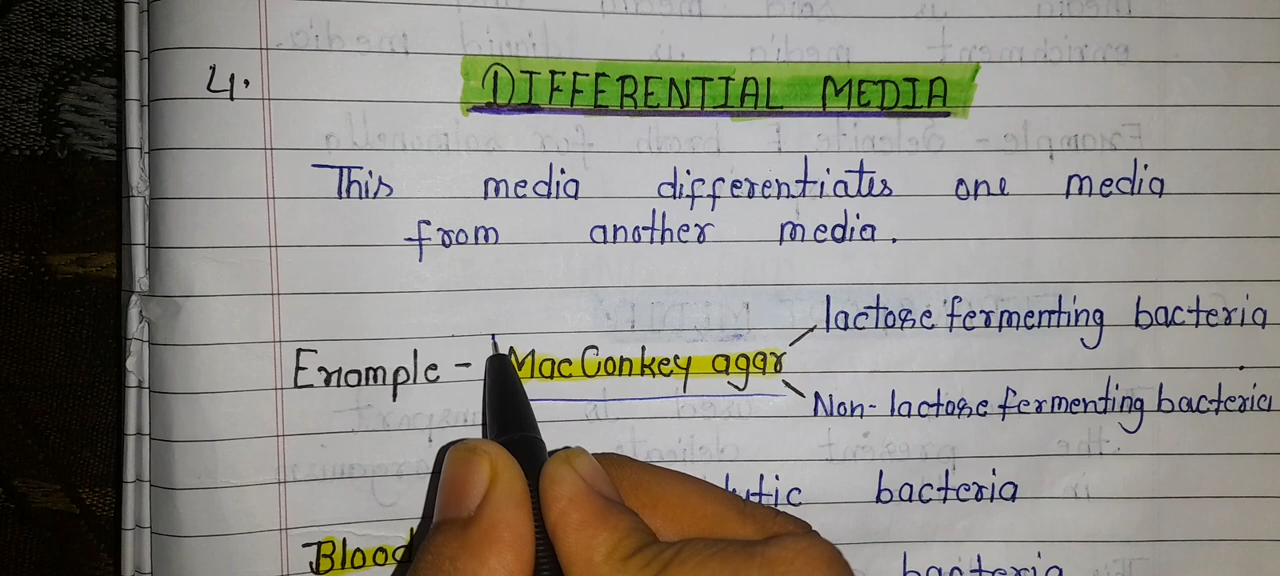 4. DIFFERENTIAL MEDIA
This media differentiates one media
from another media.
lactose fermenting bacteria
Example - MacConkey agar
Non-lactose fermenting bacteria
bacteria
Blood
bacteria